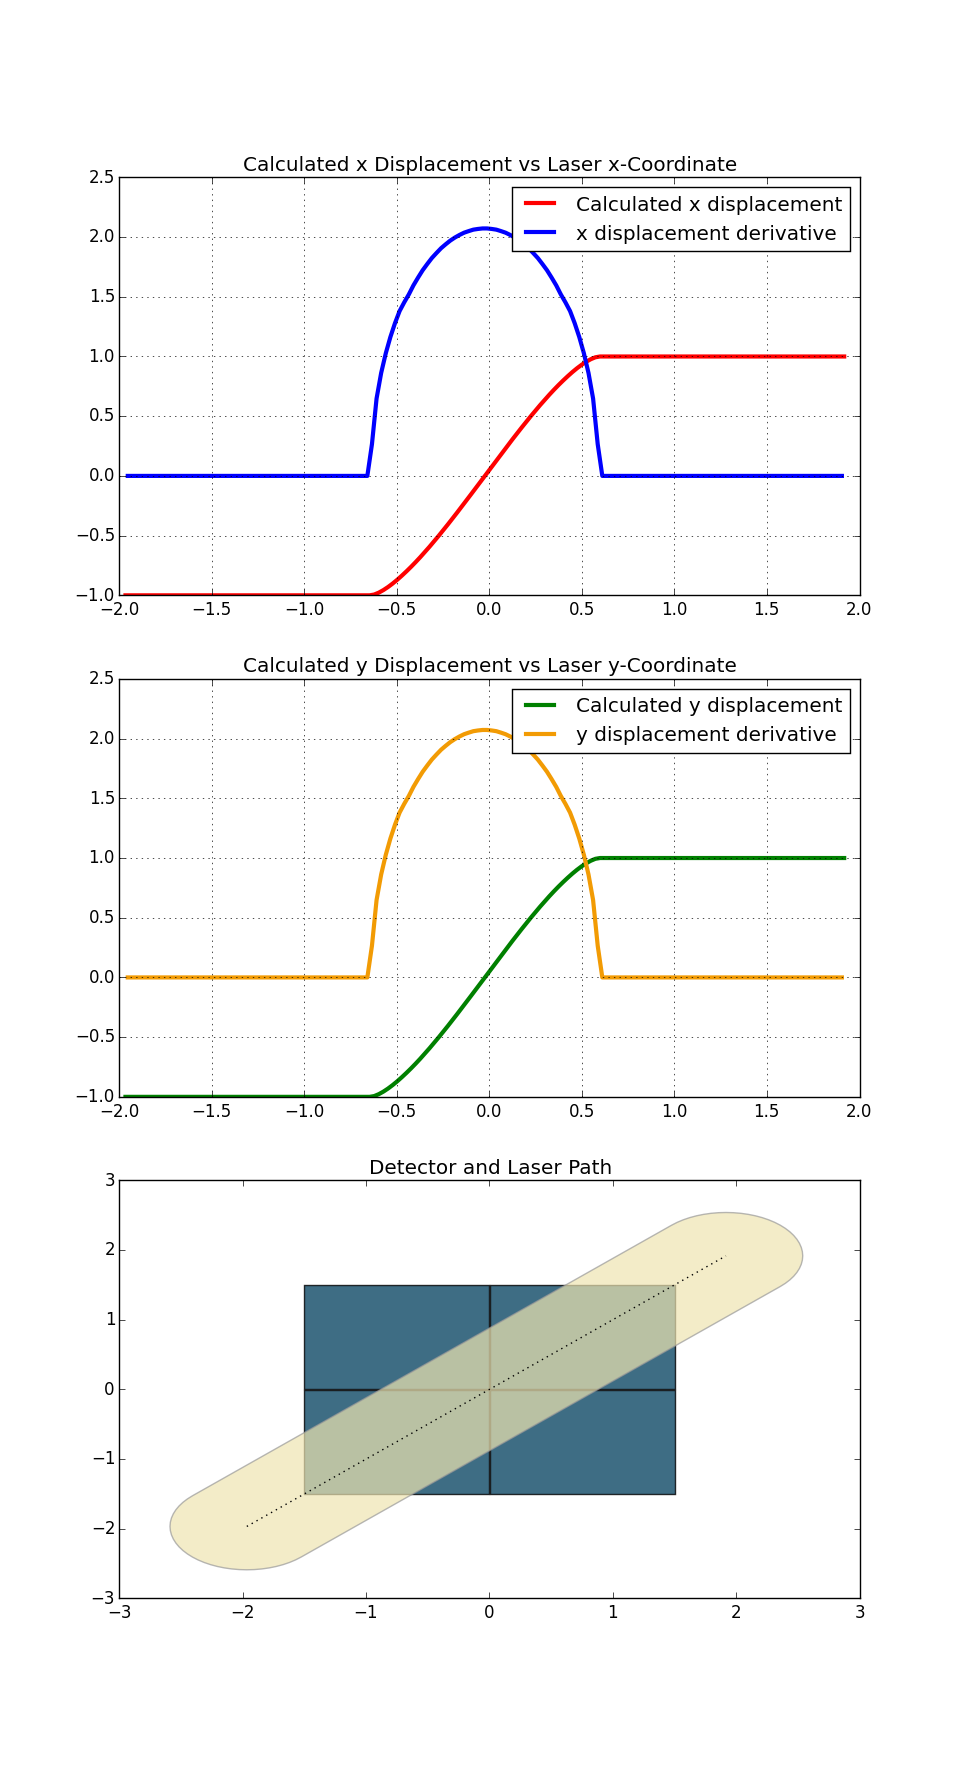 Calculated x Displacement vs Laser x-Coordinate
2.5
Calculated x displacement
x displacement derivative
2.0
1.5
1.0
0.5
0.0
−0.5
−1.0
−2.0 −1.5 −1.0 −0.5 0.0 0.5 1.0 1.5 2.0
Calculated y Displacement vs Laser y-Coordinate
2.5
Calculated y displacement
y displacement derivative
2.0
1.5
1.0
0.5
0.0
−0.5
−1.0
−2.0 −1.5 −1.0 −0.5 0.0 0.5 1.0 1.5 2.0
Detector and Laser Path
3
2
1
0
−1
−2
−3
−3 −2 −1 0 1 2 3